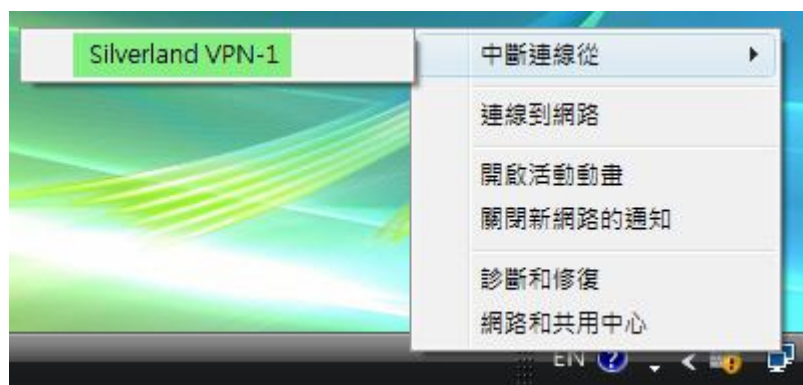 Silverland VPN-1
中斷連線從
連線到網路
開啟活動動畫
關閉新網路的通知
診斷和修復
網路和共用中心
EN